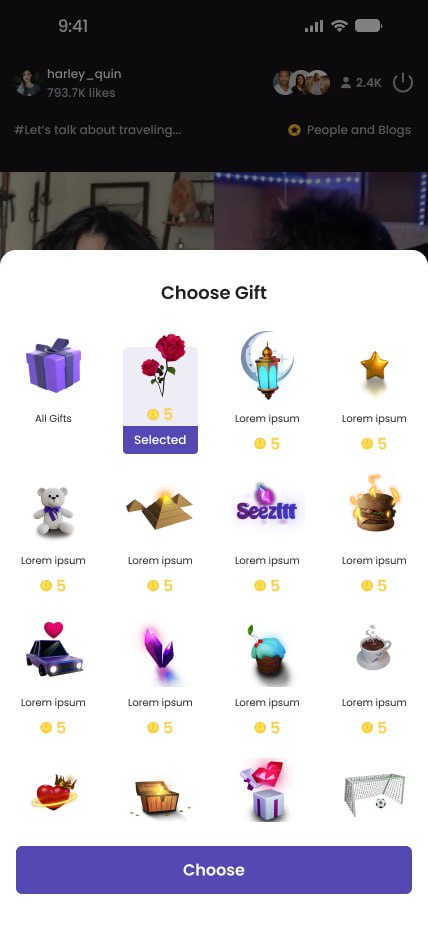 9:41
harley_quin
793.7K likes
2.4K
#Let's talk about traveling...
People and Blogs
Choose Gift
All Gifts
5
Selected
Lorem ipsum
5
Lorem ipsum
5
Lorem ipsum
5
Lorem ipsum
5
Seezitt
Lorem ipsum
5
Lorem ipsum
5
Lorem ipsum
5
Lorem ipsum
5
Lorem ipsum
5
Lorem ipsum
5
Choose